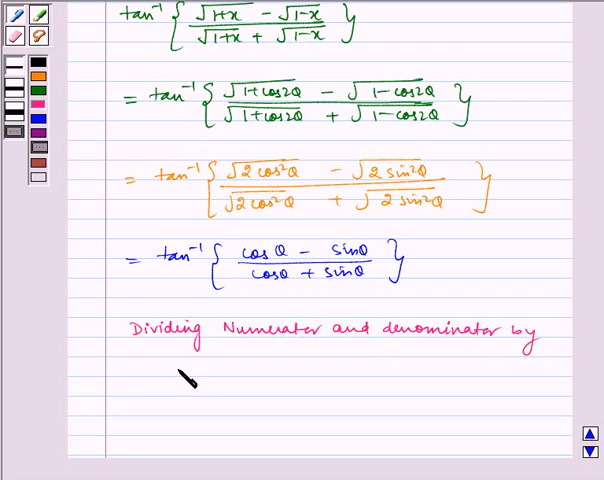 tan⁻¹ { (√(1+x) − √(1−x)) / (√(1+x) + √(1−x)) }
= tan⁻¹ { (√(1+cos2θ) − √(1−cos2θ)) / (√(1+cos2θ) + √(1−cos2θ)) }
= tan⁻¹ { (√(2cos²θ) − √(2sin²θ)) / (√(2cos²θ) + √(2sin²θ)) }
= tan⁻¹ { (cosθ − sinθ) / (cosθ + sinθ) }
Dividing Numerator and denominator by